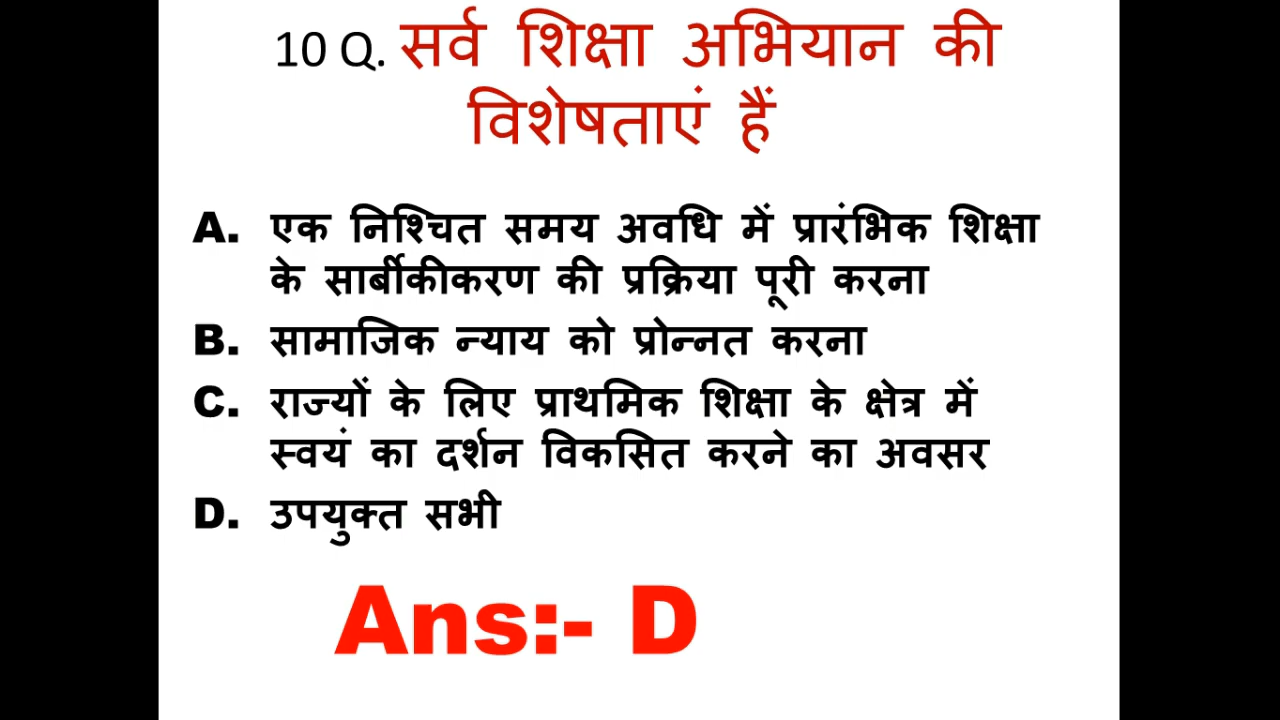 10 Q. सर्व शिक्षा अभियान की
विशेषताएं हैं
A. एक निश्चित समय अवधि में प्रारंभिक शिक्षा
के सार्बीकीकरण की प्रक्रिया पूरी करना
B. सामाजिक न्याय को प्रोन्नत करना
C. राज्यों के लिए प्राथमिक शिक्षा के क्षेत्र में
स्वयं का दर्शन विकसित करने का अवसर
D. उपयुक्त सभी
Ans:- D